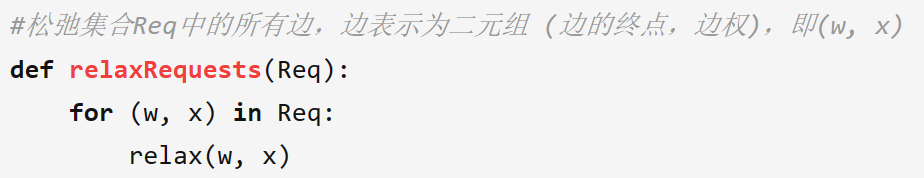 #松弛集合Req中的所有边，边表示为二元组 (边的终点，边权)，即(w, x)
def relaxRequests(Req):
    for (w, x) in Req:
        relax(w, x)